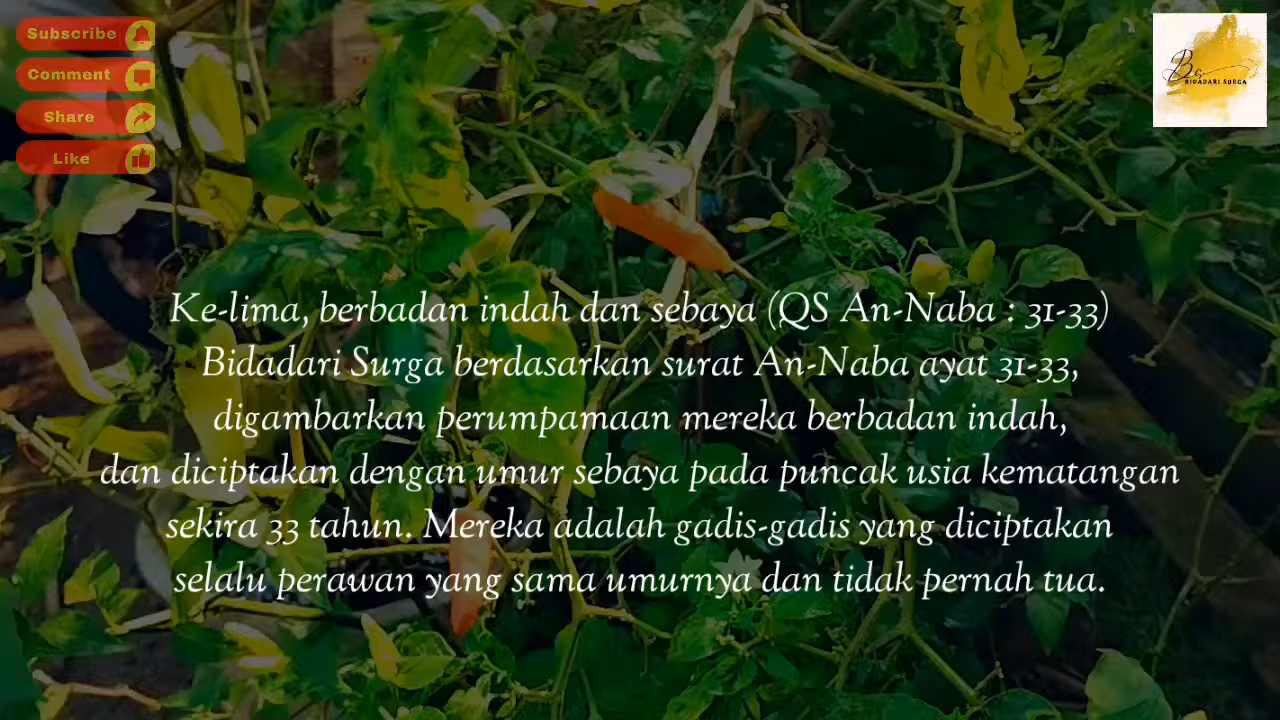 Subscribe
Comment
Share
Like
BIDADARI SURGA
Ke-lima, berbadan indah dan sebaya (QS An-Naba : 31-33)
Bidadari Surga berdasarkan surat An-Naba ayat 31-33,
digambarkan perumpamaan mereka berbadan indah,
dan diciptakan dengan umur sebaya pada puncak usia kematangan
sekira 33 tahun. Mereka adalah gadis-gadis yang diciptakan
selalu perawan yang sama umurnya dan tidak pernah tua.